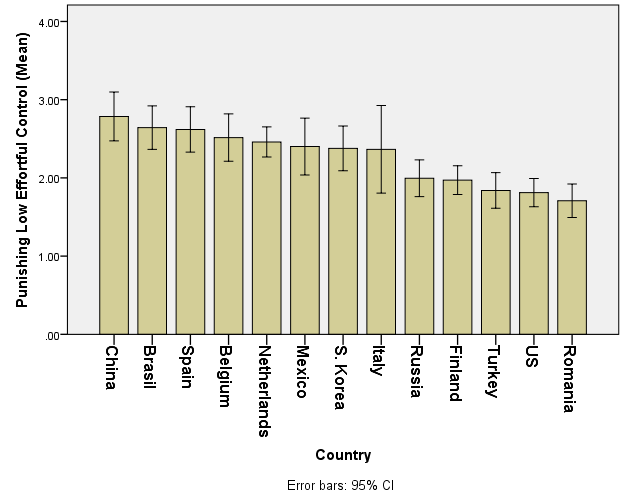 Punishing Low Effortful Control (Mean)
4.00
3.00
2.00
1.00
.00
China
Brasil
Spain
Belgium
Netherlands
Mexico
S. Korea
Italy
Russia
Finland
Turkey
US
Romania
Country
Error bars: 95% CI